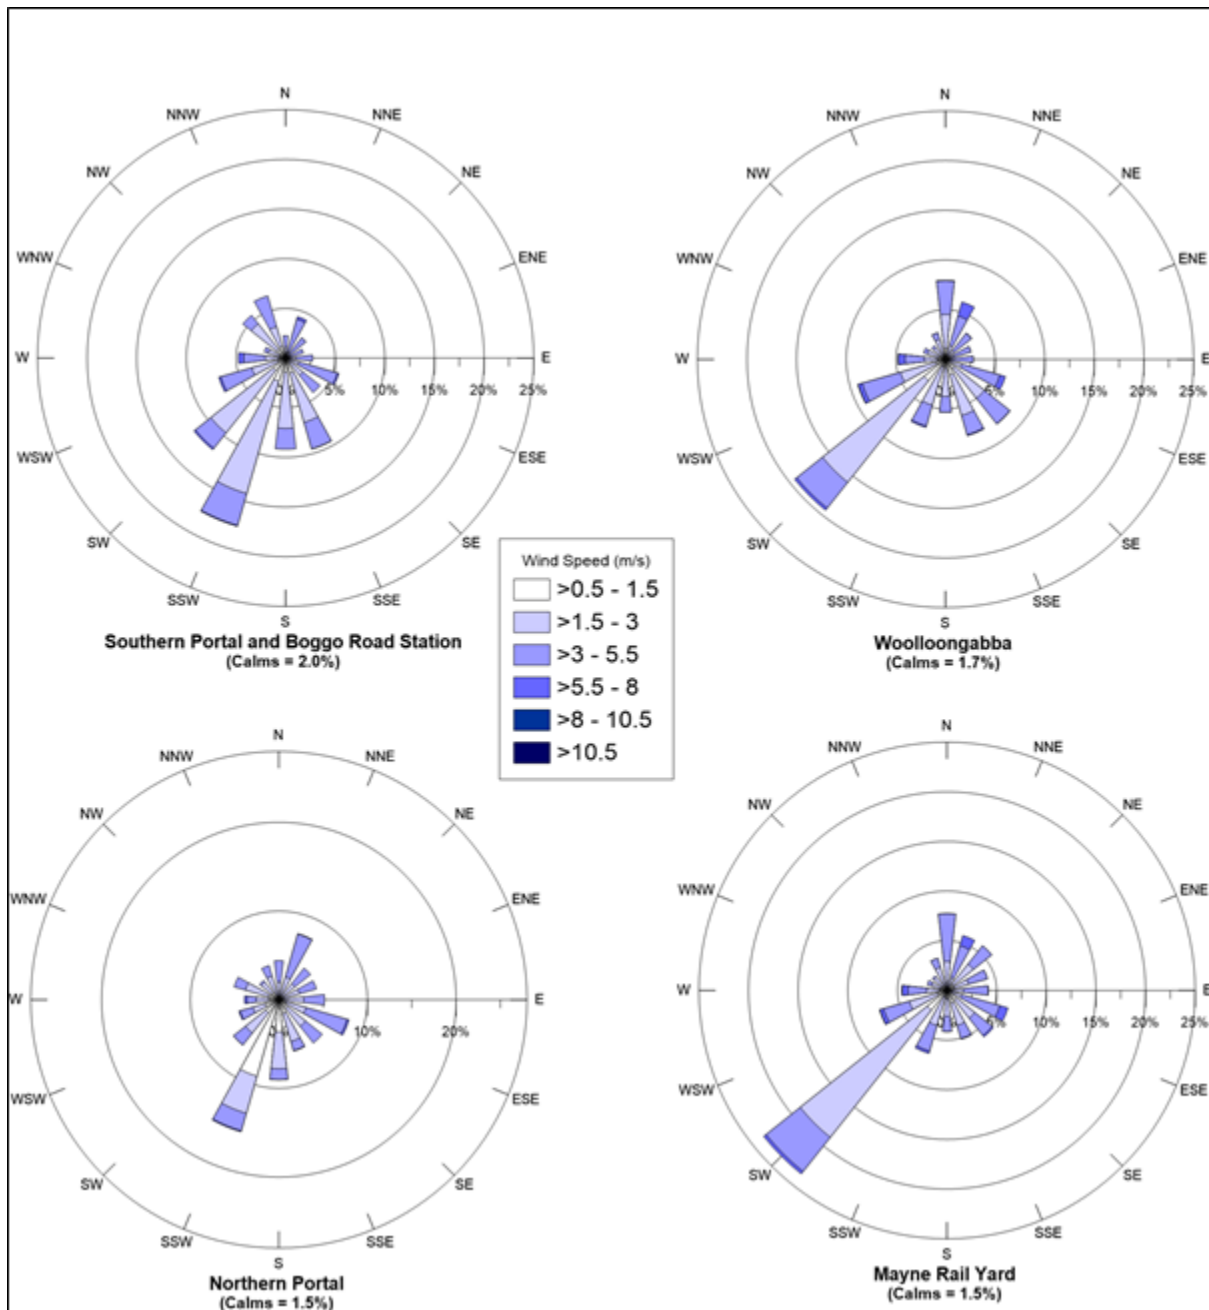 N
NNW
NNE
NW
NE
WNW
ENE
W
E
5%
10%
15%
20%
25%
WSW
ESE
SW
SE
SSW
SSE
S
Southern Portal and Boggo Road Station
(Calms = 2.0%)
N
NNW
NNE
NW
NE
WNW
ENE
W
E
5%
10%
15%
20%
25%
WSW
ESE
SW
SE
SSW
SSE
S
Woolloongabba
(Calms = 1.7%)
Wind Speed (m/s)
>0.5 - 1.5
>1.5 - 3
>3 - 5.5
>5.5 - 8
>8 - 10.5
>10.5
N
NNW
NNE
NW
NE
WNW
ENE
W
E
10%
20%
WSW
ESE
SW
SE
SSW
SSE
S
Northern Portal
(Calms = 1.5%)
N
NNW
NNE
NW
NE
WNW
ENE
W
E
5%
10%
15%
20%
25%
WSW
ESE
SW
SE
SSW
SSE
S
Mayne Rail Yard
(Calms = 1.5%)